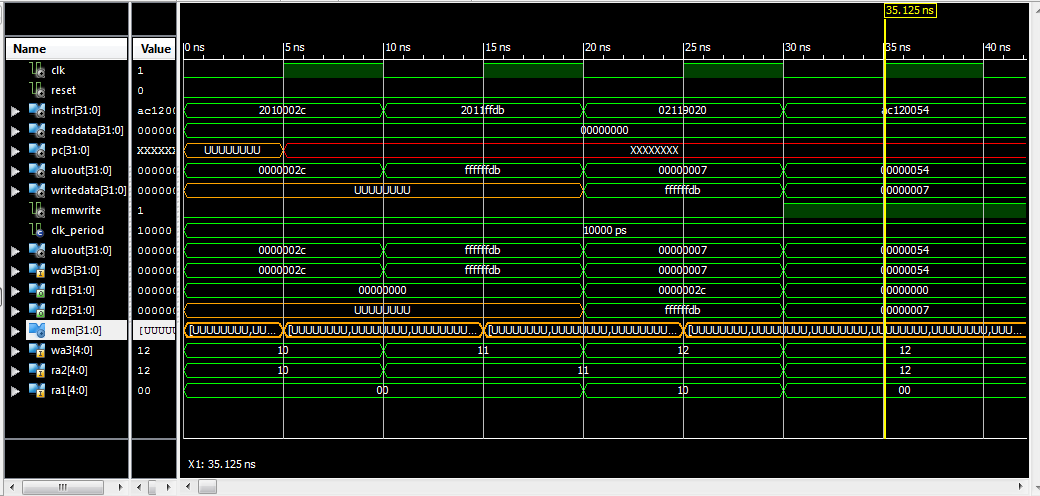 35.125 ns
Name Value 0 ns 5 ns 10 ns 15 ns 20 ns 25 ns 30 ns 35 ns 40 ns
clk 1
reset 0
instr[31:0] ac120 2010002c 2011ffdb 02119020 ac120054
readdata[31:0] 000000 00000000
pc[31:0] XXXXXX UUUUUUUU XXXXXXXX
aluout[31:0] 000000 0000002c ffffffdb 00000007 00000054
writedata[31:0] 000000 UUUUUUUU ffffffdb 00000007
memwrite 1
clk_period 10000 10000 ps
aluout[31:0] 000000 0000002c ffffffdb 00000007 00000054
wd3[31:0] 000000 0000002c ffffffdb 00000007 00000054
rd1[31:0] 000000 00000000 0000002c 00000000
rd2[31:0] 000000 UUUUUUUU ffffffdb 00000007
mem[31:0] [UUUUU [UUUUUUUU,UU... [UUUUUUUU,UUUUUUUU,UUUUUUUU... [UUUUUUUU,UUUUUUUU,UUUUUUUU... [UUUUUUUU,UUUUUUUU,UUUUUUUU,UUUUUUUU,UUUUUUUU,UUU...
wa3[4:0] 12 10 11 12 12
ra2[4:0] 12 10 11 12
ra1[4:0] 00 00 10 00
X1: 35.125 ns